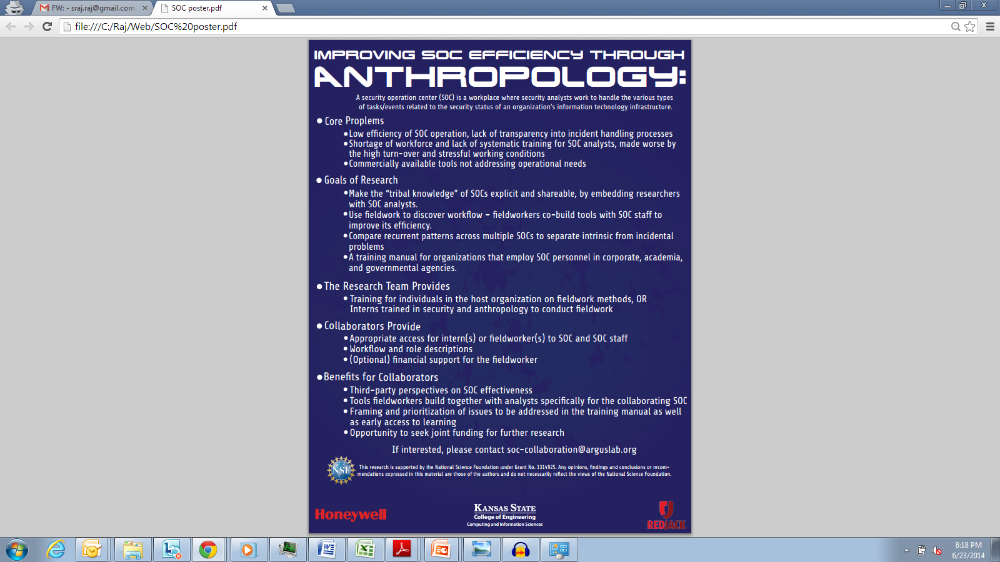 FW: - sraj.raj@gmail.com
SOC poster.pdf
file:///C:/Raj/Web/SOC%20poster.pdf
IMPROVING SOC EFFICIENCY THROUGH
ANTHROPOLOGY:
A security operation center (SOC) is a workplace where security analysts work to handle the various types
of tasks/events related to the security status of an organization's information technology infrastructure.
• Core Proplems
• Low efficiency of SOC operation, lack of transparency into incident handling processes
• Shortage of workforce and lack of systematic training for SOC analysts, made worse by
the high turn-over and stressful working conditions
• Commercially available tools not addressing operational needs
• Goals of Research
• Make the “tribal knowledge” of SOCs explicit and shareable, by embedding researchers
with SOC analysts.
• Use fieldwork to discover workflow – fieldworkers co-build tools with SOC staff to
improve its efficiency.
• Compare recurrent patterns across multiple SOCs to separate intrinsic from incidental
problems
• A training manual for organizations that employ SOC personnel in corporate, academia,
and governmental agencies.
• The Research Team Provides
• Training for individuals in the host organization on fieldwork methods, OR
Interns trained in security and anthropology to conduct fieldwork
• Collaborators Provide
• Appropriate access for intern(s) or fieldworker(s) to SOC and SOC staff
• Workflow and role descriptions
• (Optional) financial support for the fieldworker
• Benefits for Collaborators
• Third-party perspectives on SOC effectiveness
• Tools fieldworkers build together with analysts specifically for the collaborating SOC
• Framing and prioritization of issues to be addressed in the training manual as well
as early access to learning
• Opportunity to seek joint funding for further research
If interested, please contact soc-collaboration@arguslab.org
NSF
This research is supported by the National Science Foundation under Grant No. 1314925. Any opinions, findings and conclusions or recom-
mendations expressed in this material are those of the authors and do not necessarily reflect the views of the National Science Foundation.
Honeywell
KANSAS STATE
College of Engineering
Computing and Information Sciences
REDJACK
8:18 PM
6/23/2014